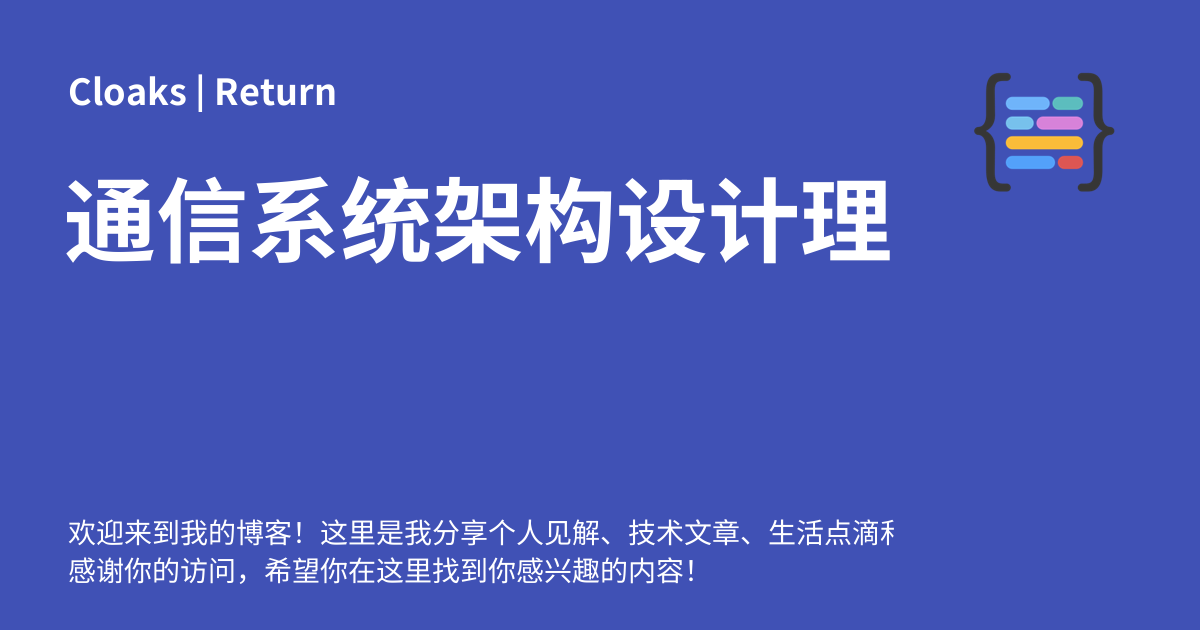 Cloaks | Return
通信系统架构设计理
欢迎来到我的博客！这里是我分享个人见解、技术文章、生活点滴
感谢你的访问，希望你在这里找到你感兴趣的内容！